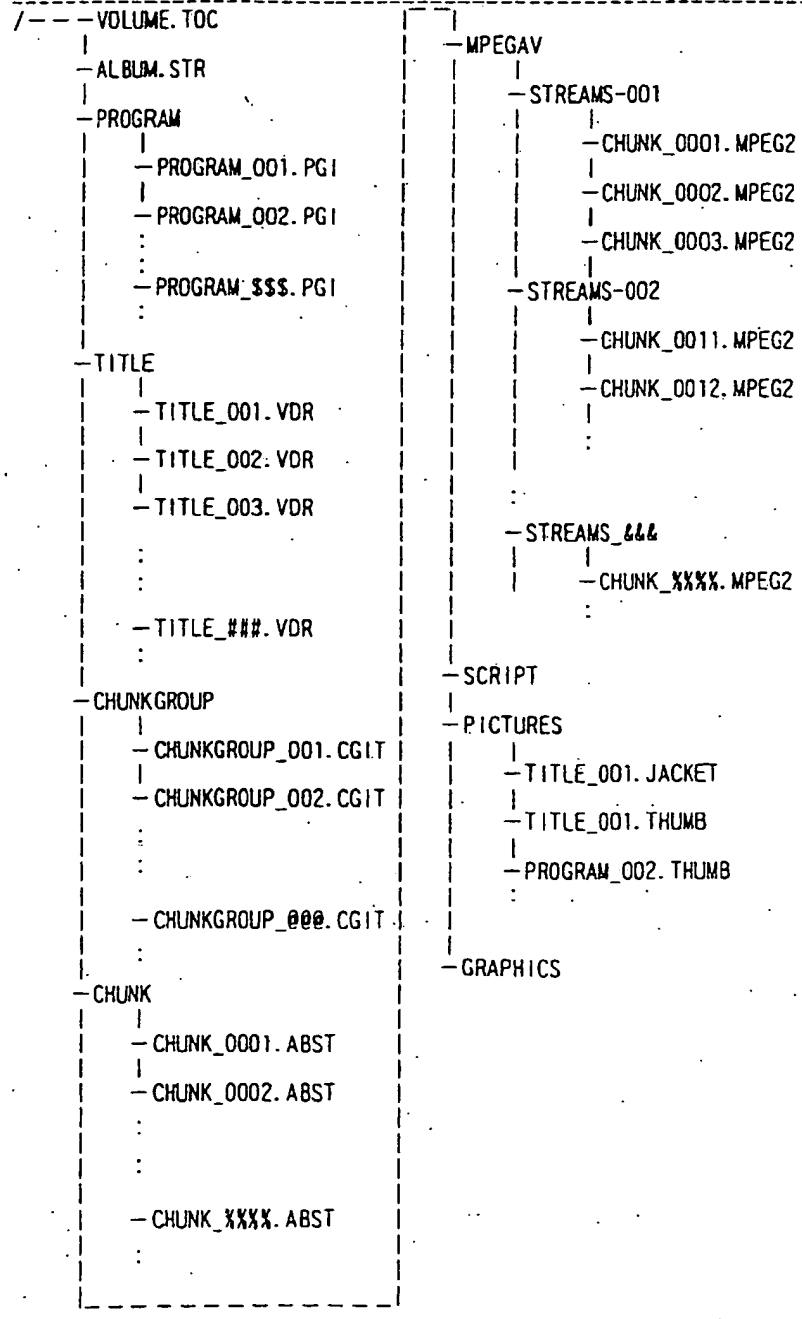 /VOLUME.TOC
ALBUM.STR
PROGRAM
PROGRAM_001.PGI
PROGRAM_002.PGI
PROGRAM_$$$.PGI
TITLE
TITLE_001.VDR
TITLE_002.VDR
TITLE_003.VDR
TITLE_###.VDR
CHUNKGROUP
CHUNKGROUP_001.CGIT
CHUNKGROUP_002.CGIT
CHUNKGROUP_@@@.CGIT
CHUNK
CHUNK_0001.ABST
CHUNK_0002.ABST
CHUNK_%%%%.ABST
MPEGAV
STREAMS-001
CHUNK_0001.MPEG2
CHUNK_0002.MPEG2
CHUNK_0003.MPEG2
STREAMS-002
CHUNK_0011.MPEG2
CHUNK_0012.MPEG2
STREAMS_&&&
CHUNK_%%%%.MPEG2
SCRIPT
PICTURES
TITLE_001.JACKET
TITLE_001.THUMB
PROGRAM_002.THUMB
GRAPHICS